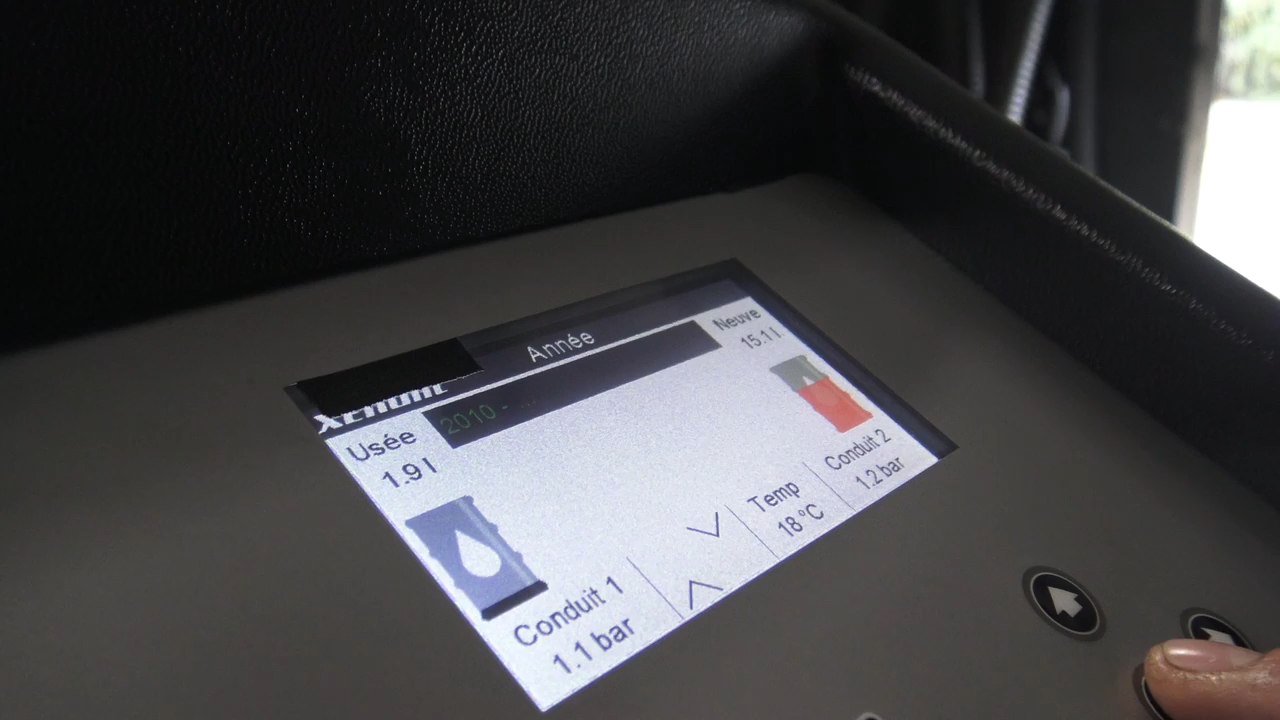 Année
2010 - ...
Usée
1.9 l
Neuve
15.1 l
Conduit 1
1.1 bar
Temp
18 °C
Conduit 2
1.2 bar